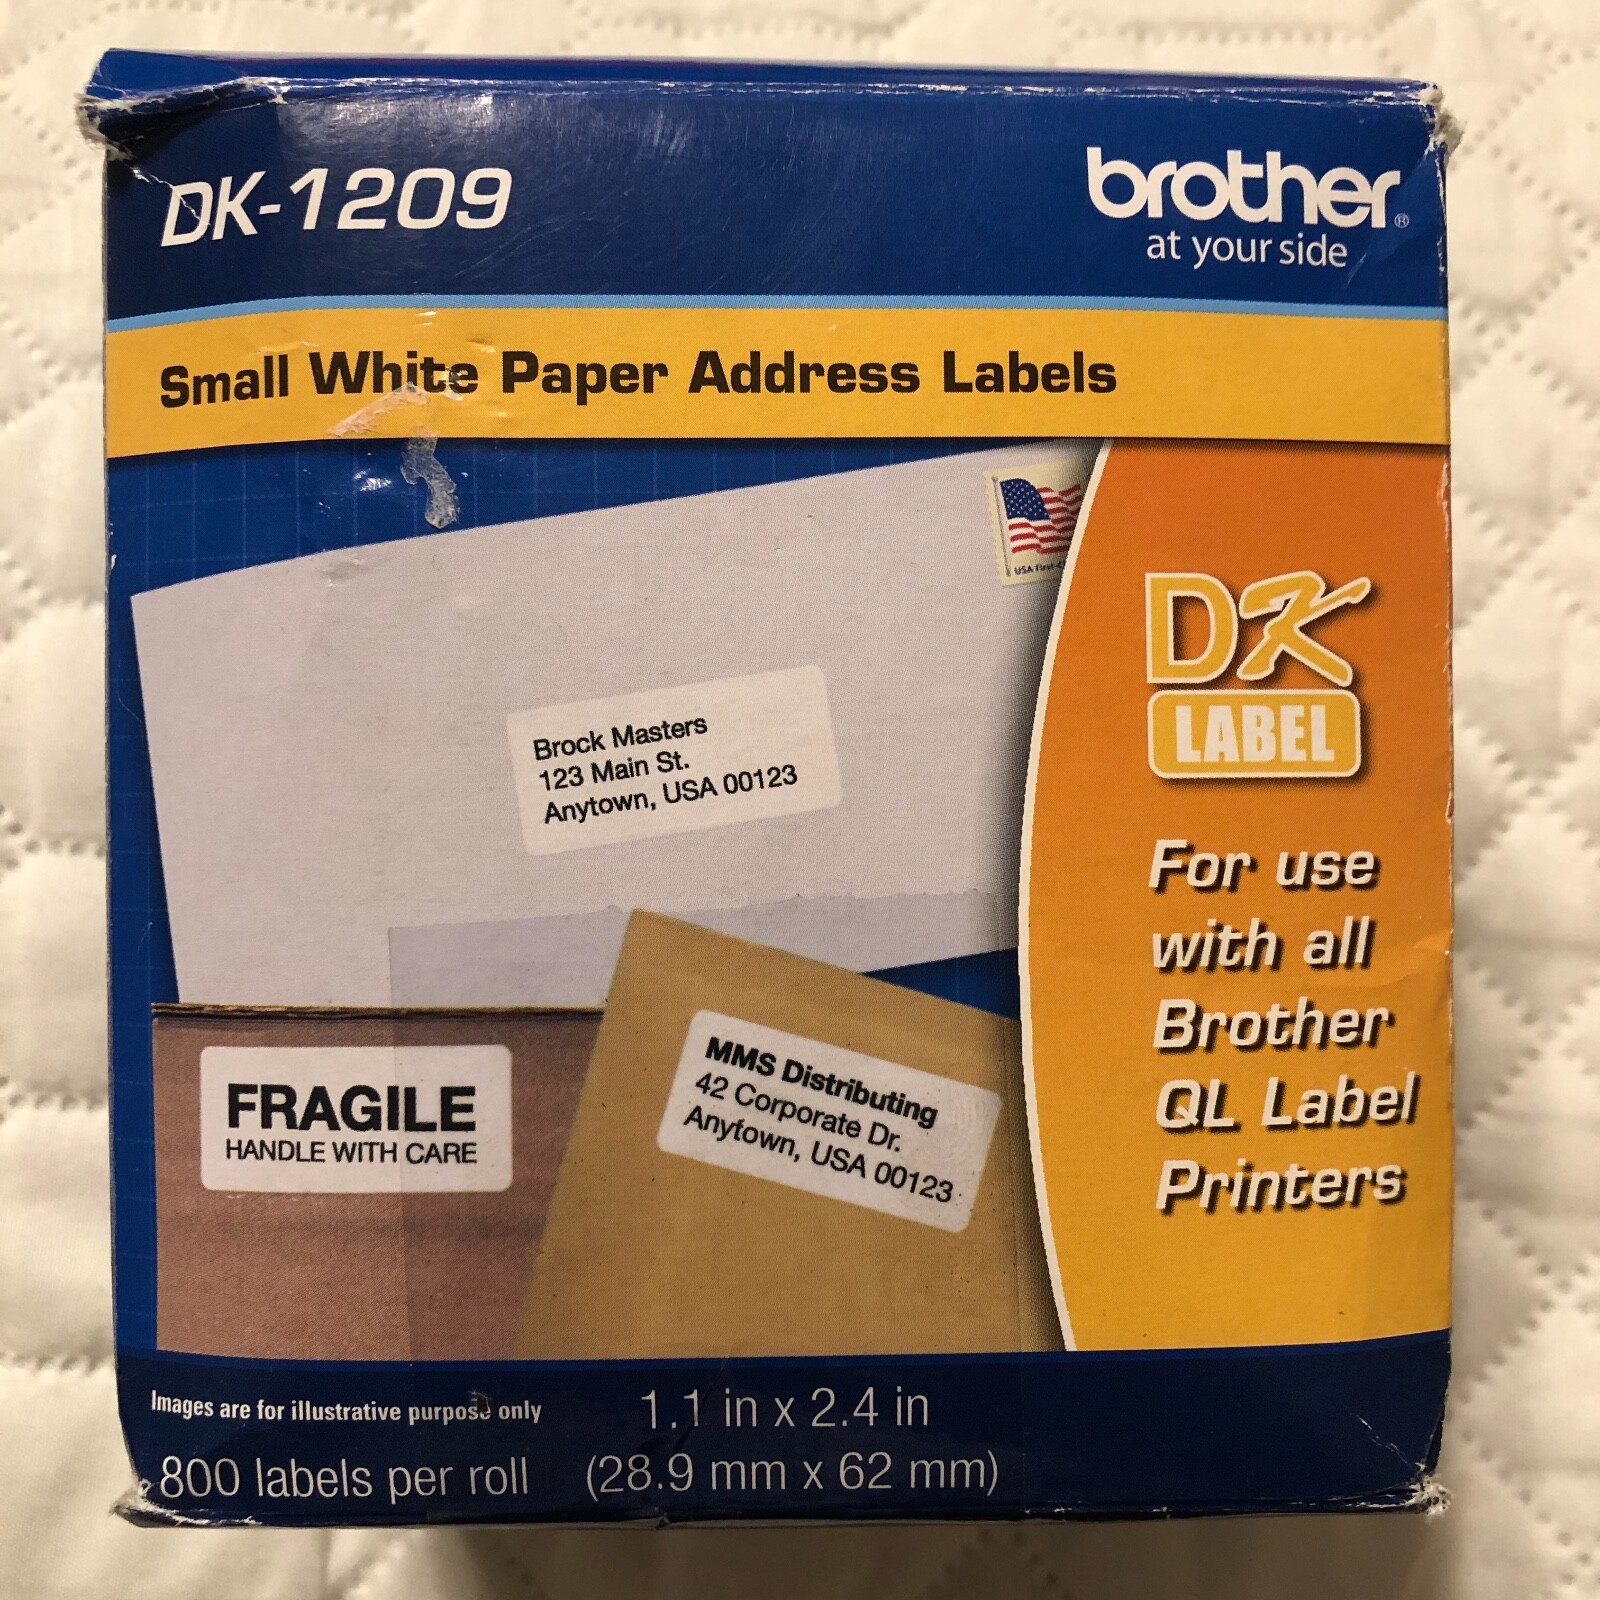 DK-1209
brother®
at your side
Small White Paper Address Labels
USA First-C
DK
LABEL
Brock Masters
123 Main St.
Anytown, USA 00123
For use
with all
Brother
QL Label
Printers
FRAGILE
HANDLE WITH CARE
MMS Distributing
42 Corporate Dr.
Anytown, USA 00123
Images are for illustrative purpose only
1.1 in x 2.4 in
800 labels per roll
(28.9 mm x 62 mm)